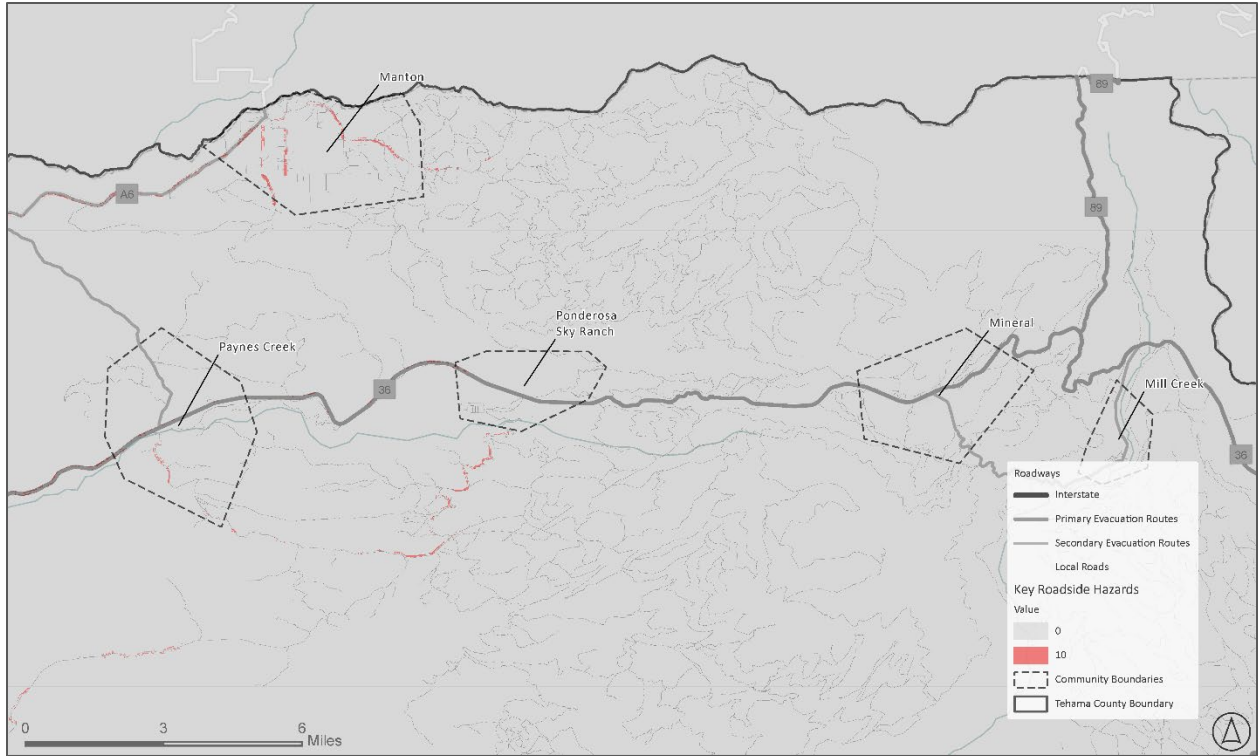 89
Manton
A6
89
Ponderosa
Sky Ranch
Mineral
Paynes Creek
36
Mill Creek
36
Roadways
Interstate
Primary Evacuation Routes
Secondary Evacuation Routes
Local Roads
Key Roadside Hazards
Value
0
10
Community Boundaries
Tehama County Boundary
0 3 6
Miles
A